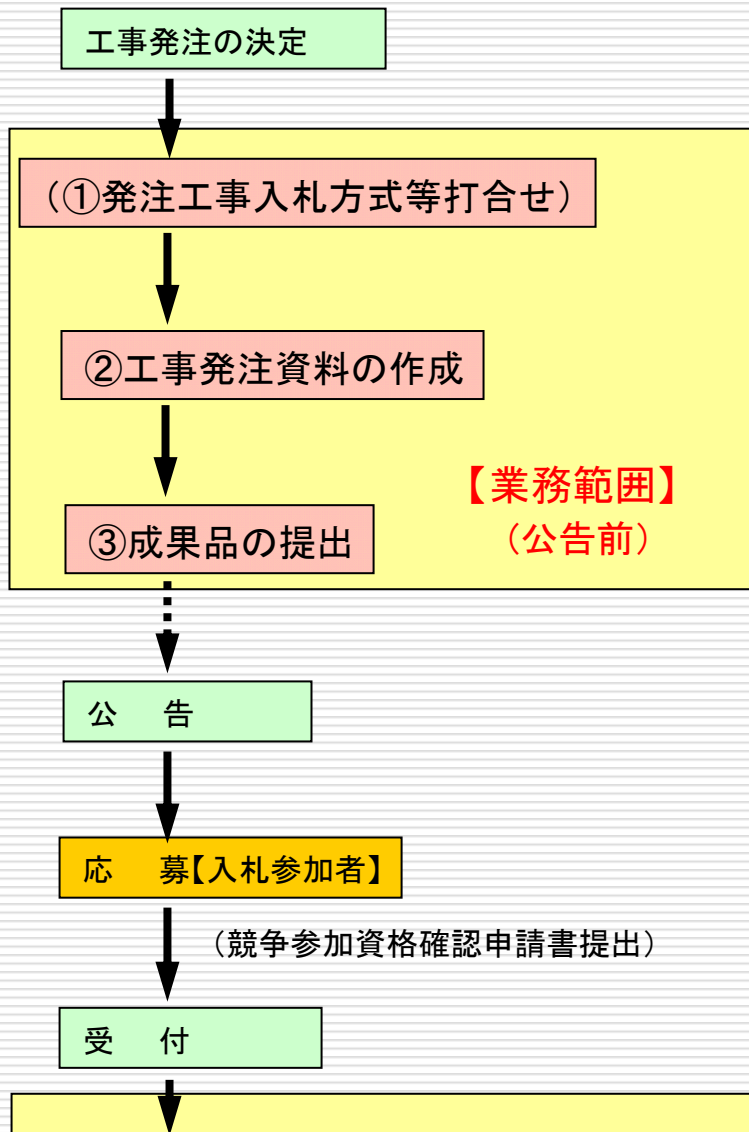 工事発注の決定
（①発注工事入札方式等打合せ）
②工事発注資料の作成
【業務範囲】
（公告前）
③成果品の提出
公　告
応　募【入札参加者】
（競争参加資格確認申請書提出）
受　付